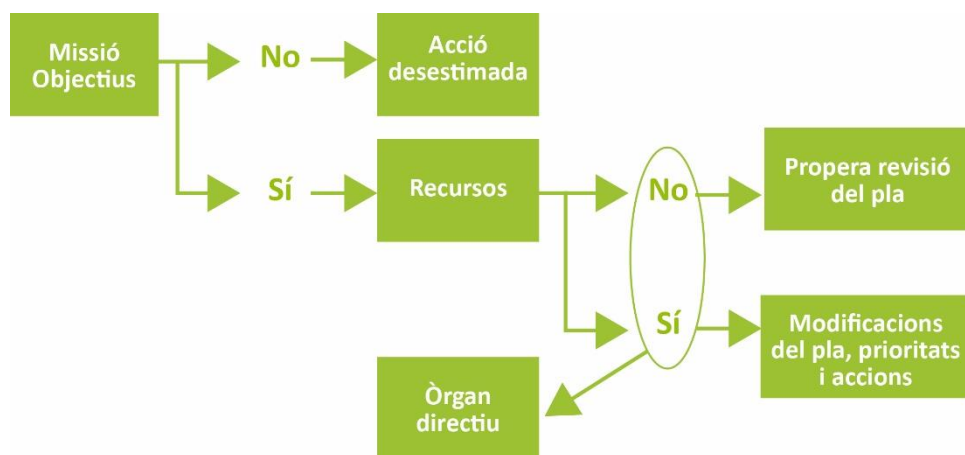 Missió
Objectius
No
Acció
desestimada
Sí
Recursos
No
Propera revisió
del pla
Sí
Modificacions
del pla, prioritats
i accions
Òrgan
directiu